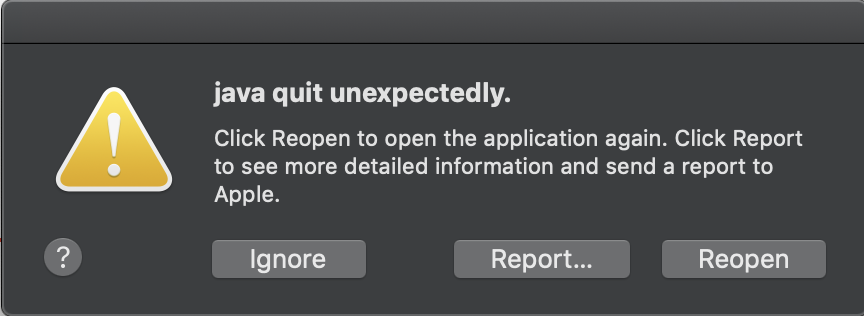 java quit unexpectedly.
Click Reopen to open the application again. Click Report
to see more detailed information and send a report to
Apple.
?
Ignore
Report...
Reopen